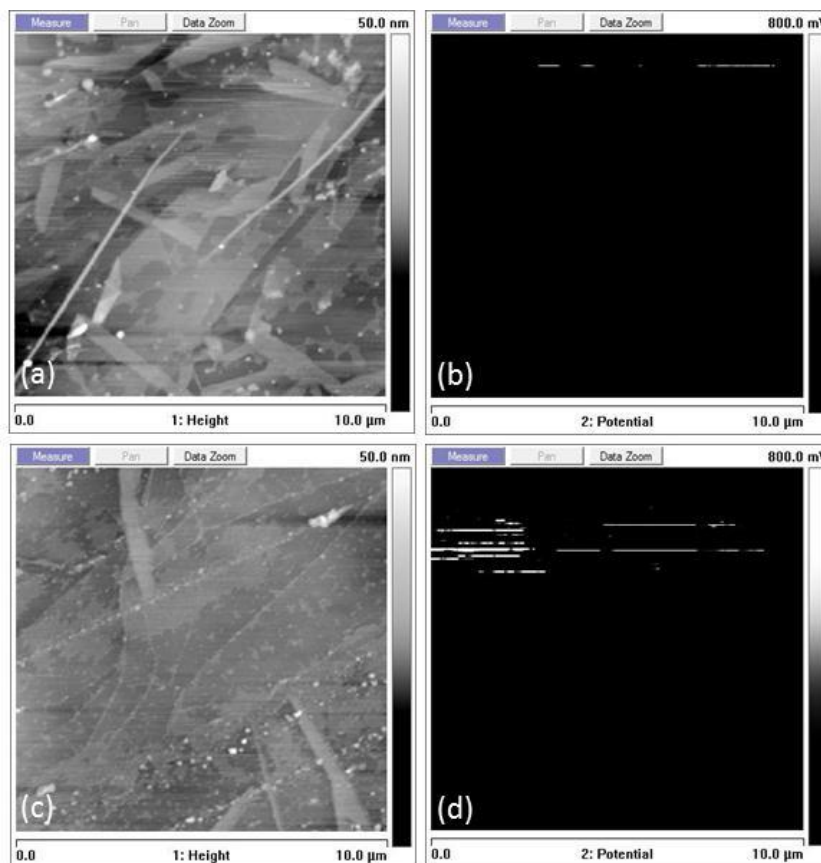 Measure Pan Data Zoom 50.0 nm
(a)
0.0 1: Height 10.0 µm
Measure Pan Data Zoom 800.0 mV
(b)
0.0 2: Potential 10.0 µm
Measure Pan Data Zoom 50.0 nm
(c)
0.0 1: Height 10.0 µm
Measure Pan Data Zoom 800.0 mV
(d)
0.0 2: Potential 10.0 µm